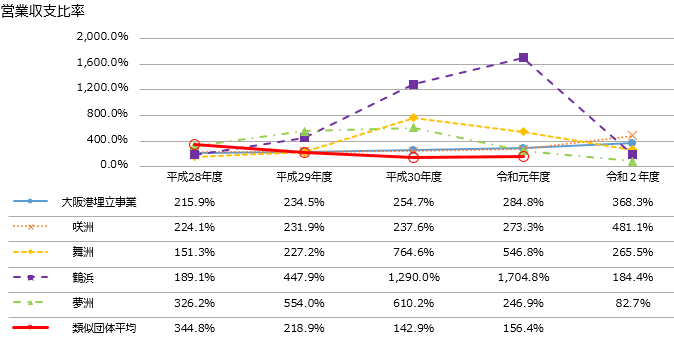 営業収支比率
2,000.0%
1,600.0%
1,200.0%
800.0%
400.0%
0.0%
平成28年度 平成29年度 平成30年度 令和元年度 令和２年度
大阪港埋立事業 215.9% 234.5% 254.7% 284.8% 368.3%
咲洲 224.1% 231.9% 237.6% 273.3% 481.1%
舞洲 151.3% 227.2% 764.6% 546.8% 265.5%
鶴浜 189.1% 447.9% 1,290.0% 1,704.8% 184.4%
夢洲 326.2% 554.0% 610.2% 246.9% 82.7%
類似団体平均 344.8% 218.9% 142.9% 156.4%